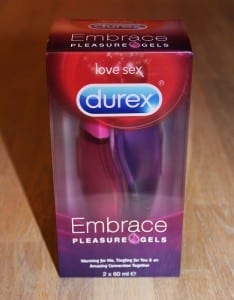 Embrace
PLEASURE GELS
love sex
durex
Embrace
PLEASURE GELS
Warming for Me, Tingling for You & an
Amazing Connection Together
2 x 60 ml e